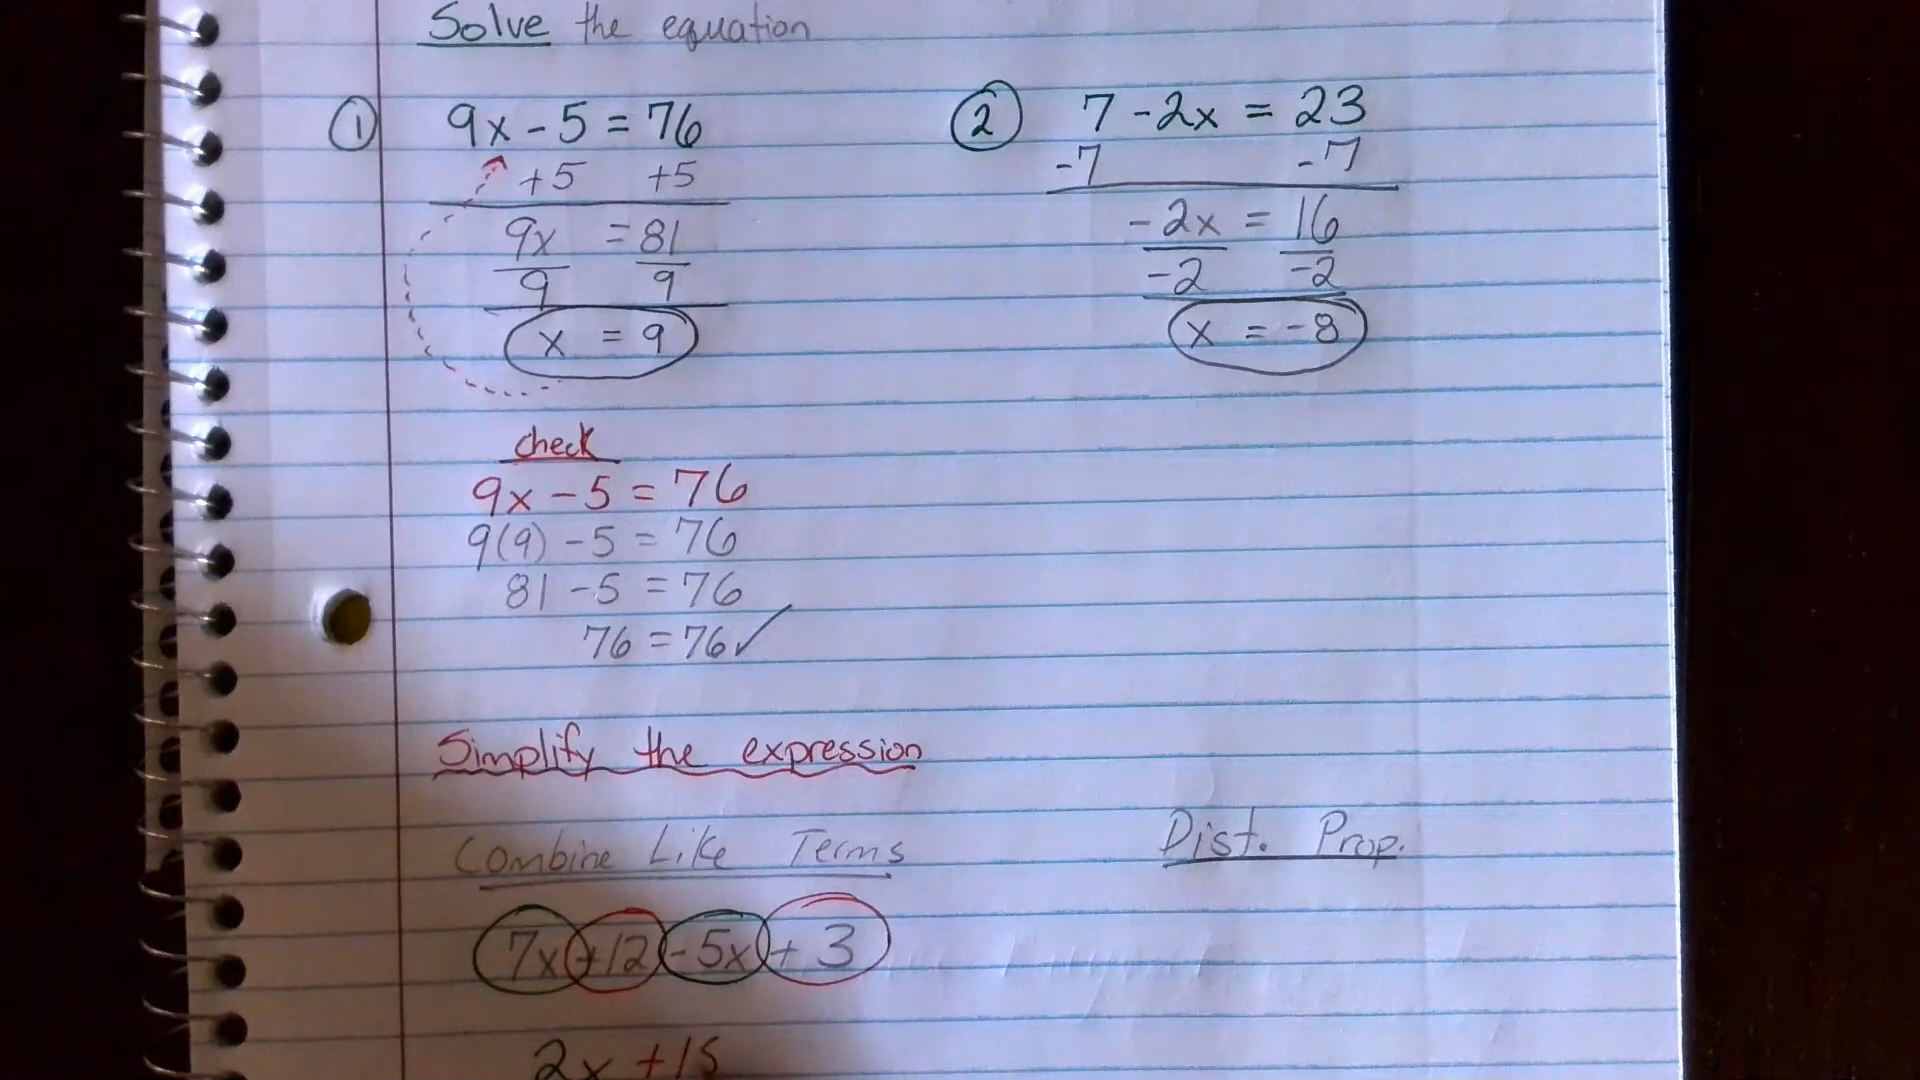 Solve the equation
① 9x - 5 = 76
+5 +5
9x = 81
9 9
x = 9
check
9x - 5 = 76
9(9) - 5 = 76
81 - 5 = 76
76 = 76 ✓
② 7 - 2x = 23
-7 -7
-2x = 16
-2 -2
x = -8
Simplify the expression
Combine Like Terms
7x +12 - 5x + 3
2x + 15
Dist. Prop.